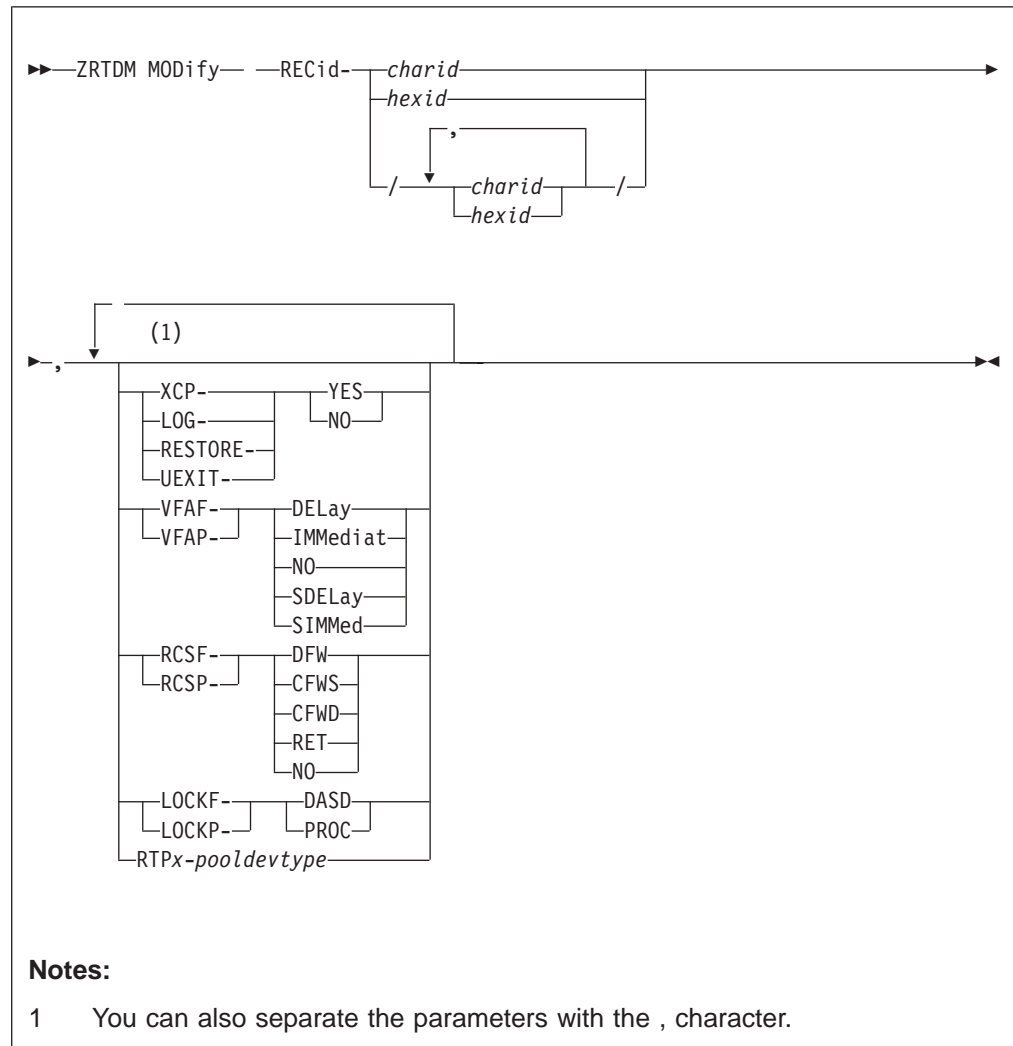 ZRTDM MODify RECid- charid
hexid
,
/ charid /
hexid
(1)
,
XCP- YES
LOG- NO
RESTORE-
UEXIT-
VFAF- DELay
VFAP- IMMediat
NO
SDELay
SIMMed
RCSF- DFW
RCSP- CFWS
CFWD
RET
NO
LOCKF- DASD
LOCKP- PROC
RTPx-pooldevtype
Notes:
1 You can also separate the parameters with the , character.